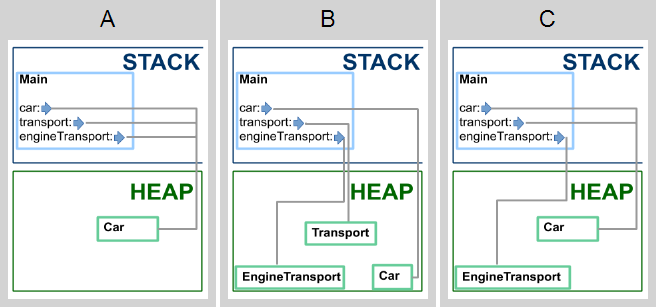 A
B
C
STACK
Main
car:
transport:
engineTransport:
HEAP
Car
STACK
Main
car:
transport:
engineTransport:
HEAP
Transport
EngineTransport
Car
STACK
Main
car:
transport:
engineTransport:
HEAP
Car
EngineTransport